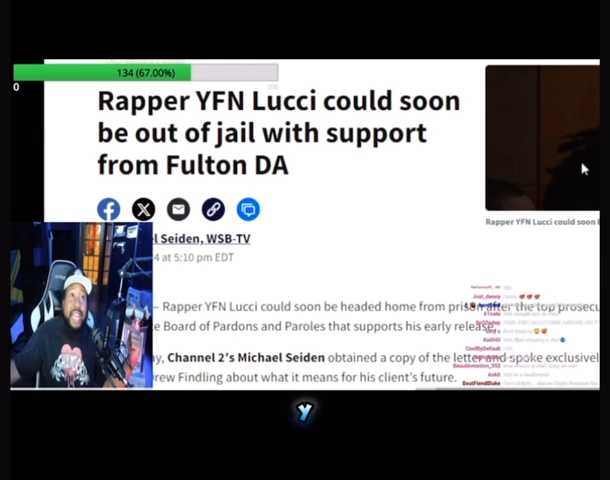 134 (67.00%)
0
Rapper YFN Lucci could soon
be out of jail with support
from Fulton DA
l Seiden, WSB-TV
4 at 5:10 pm EDT
Rapper YFN Lucci could soon
— Rapper YFN Lucci could soon be headed home from prison after the top prosecu
e Board of Pardons and Paroles that supports his early release.
y, Channel 2's Michael Seiden obtained a copy of the letter and spoke exclusivel
rew Findling about what it means for his client's future.
Y